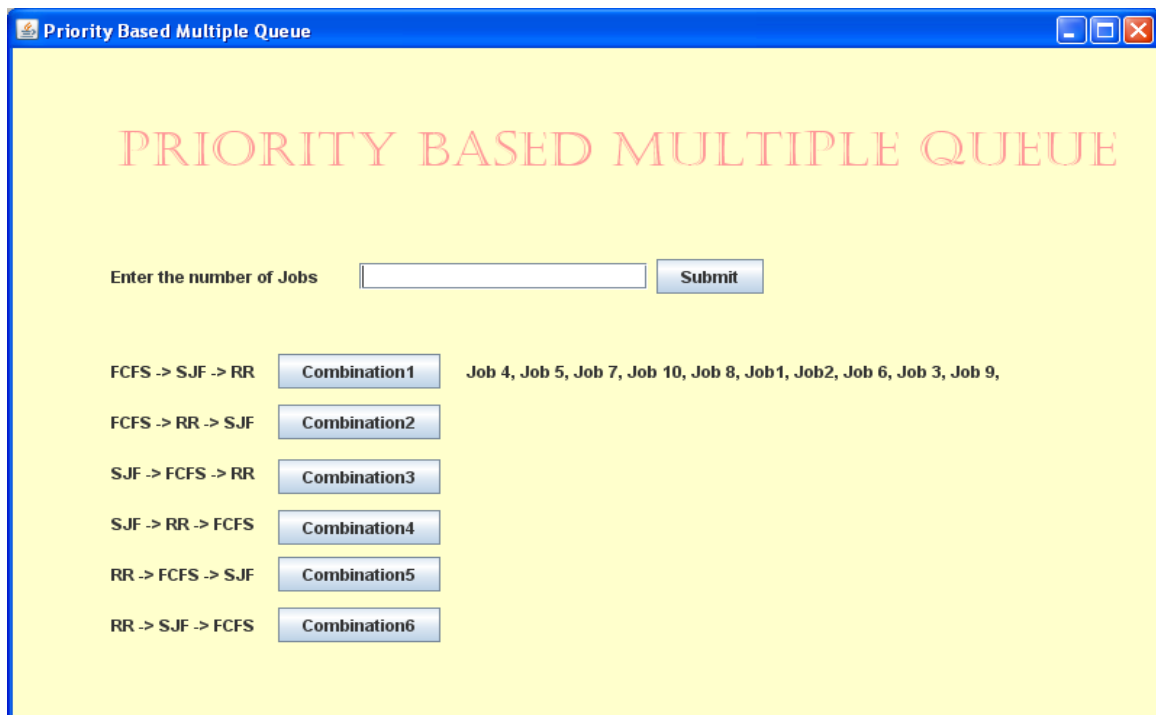 Priority Based Multiple Queue
PRIORITY BASED MULTIPLE QUEUE
Enter the number of Jobs Submit
FCFS -> SJF -> RR Combination1 Job 4, Job 5, Job 7, Job 10, Job 8, Job1, Job2, Job 6, Job 3, Job 9,
FCFS -> RR -> SJF Combination2
SJF -> FCFS -> RR Combination3
SJF -> RR -> FCFS Combination4
RR -> FCFS -> SJF Combination5
RR -> SJF -> FCFS Combination6